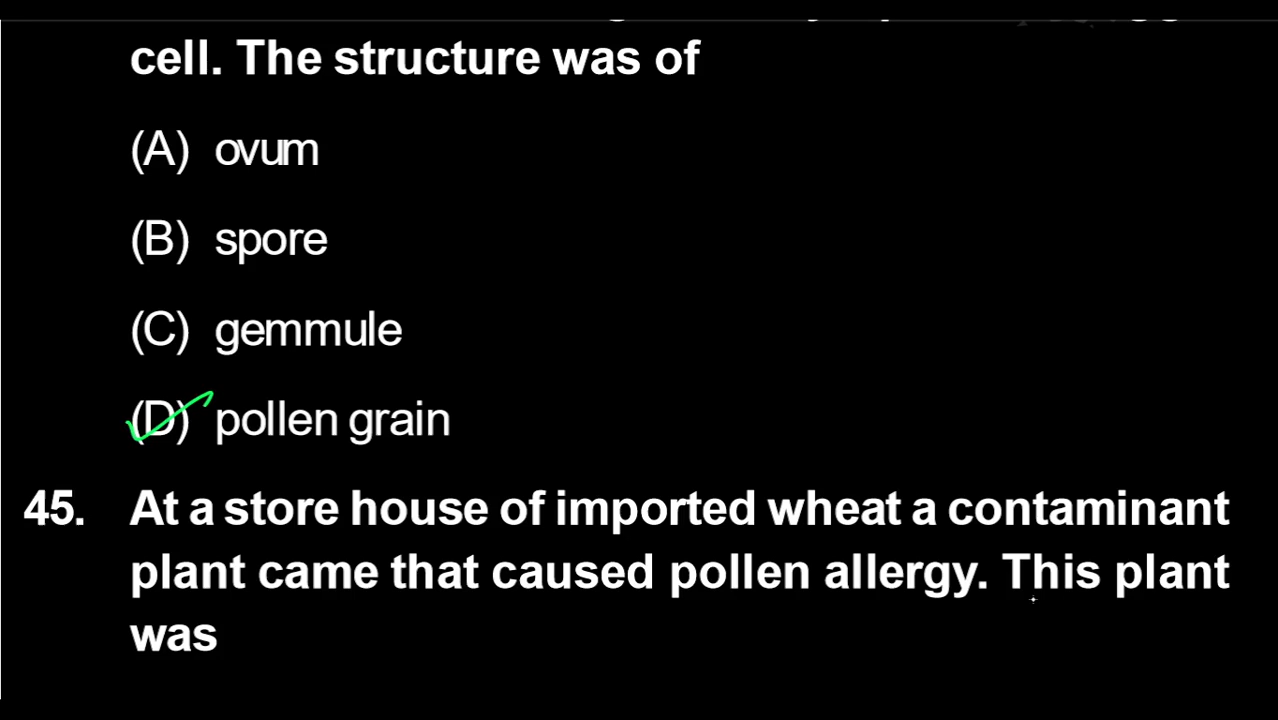 cell. The structure was of
(A) ovum
(B) spore
(C) gemmule
(D) pollen grain
45. At a store house of imported wheat a contaminant
plant came that caused pollen allergy. This plant
was